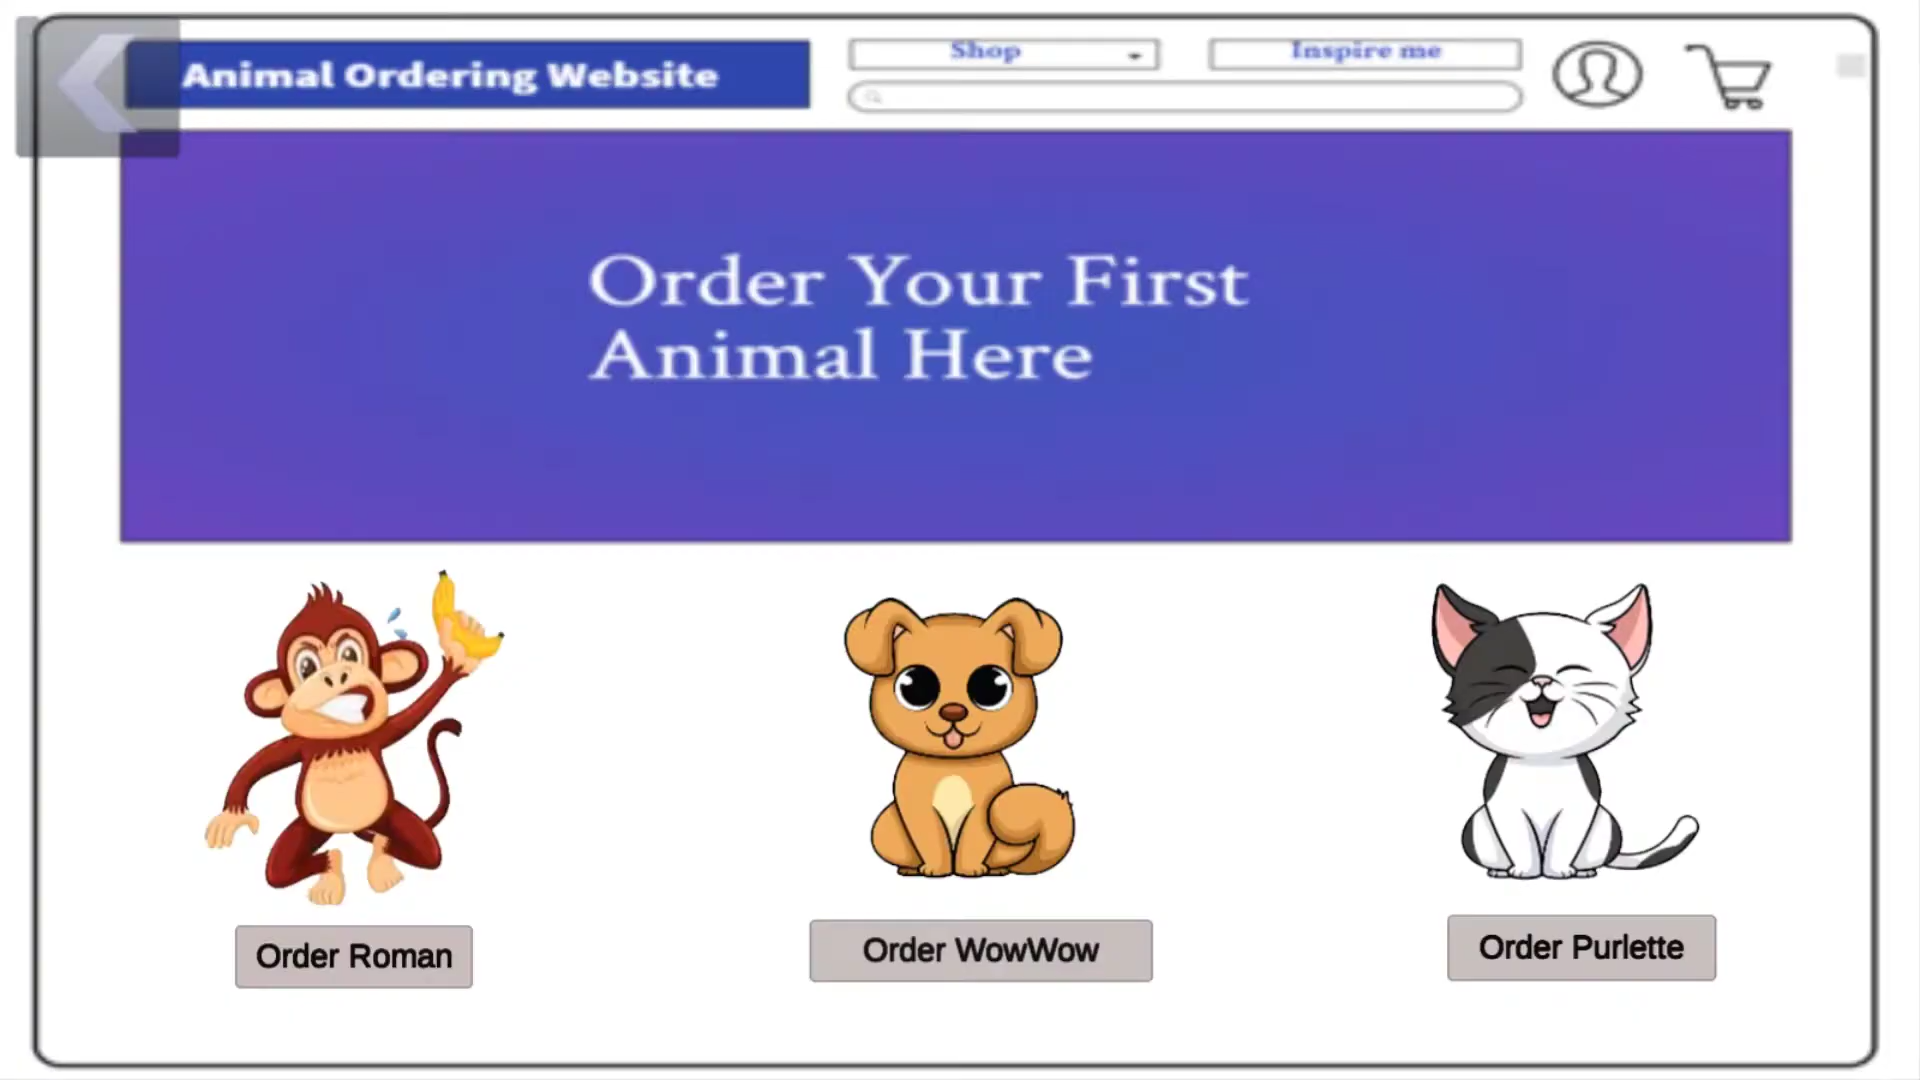 Animal Ordering Website
Shop
Inspire me
Order Your First
Animal Here
Order Roman
Order WowWow
Order Purlette